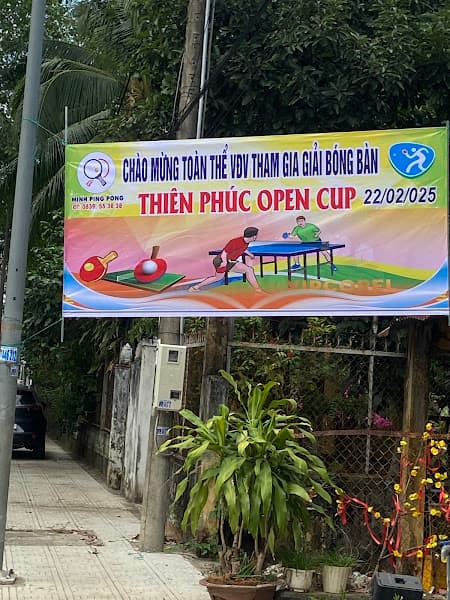 CHÀO MỪNG TOÀN THỂ VĐV THAM GIA GIẢI BÓNG BÀN
THIÊN PHÚC OPEN CUP 22/02/025
MINH PING PONG